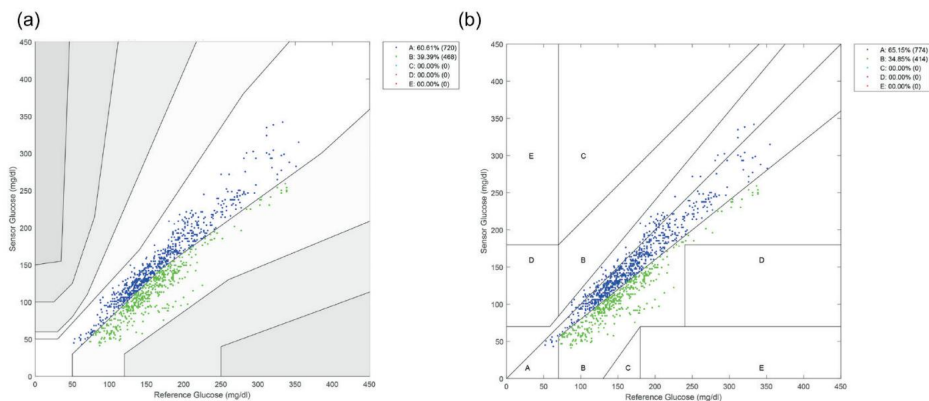 (a)
A: 60.61% (720)
B: 39.39% (468)
C: 00.00% (0)
D: 00.00% (0)
E: 00.00% (0)
450
400
350
300
250
200
150
100
50
0
Sensor Glucose (mg/dl)
0 50 100 150 200 250 300 350 400 450
Reference Glucose (mg/dl)
(b)
A: 65.15% (774)
B: 34.85% (414)
C: 00.00% (0)
D: 00.00% (0)
E: 00.00% (0)
450
400
350
300
250
200
150
100
50
0
Sensor Glucose (mg/dl)
E C
D B D
A B C E
0 50 100 150 200 250 300 350 400 450
Reference Glucose (mg/dl)